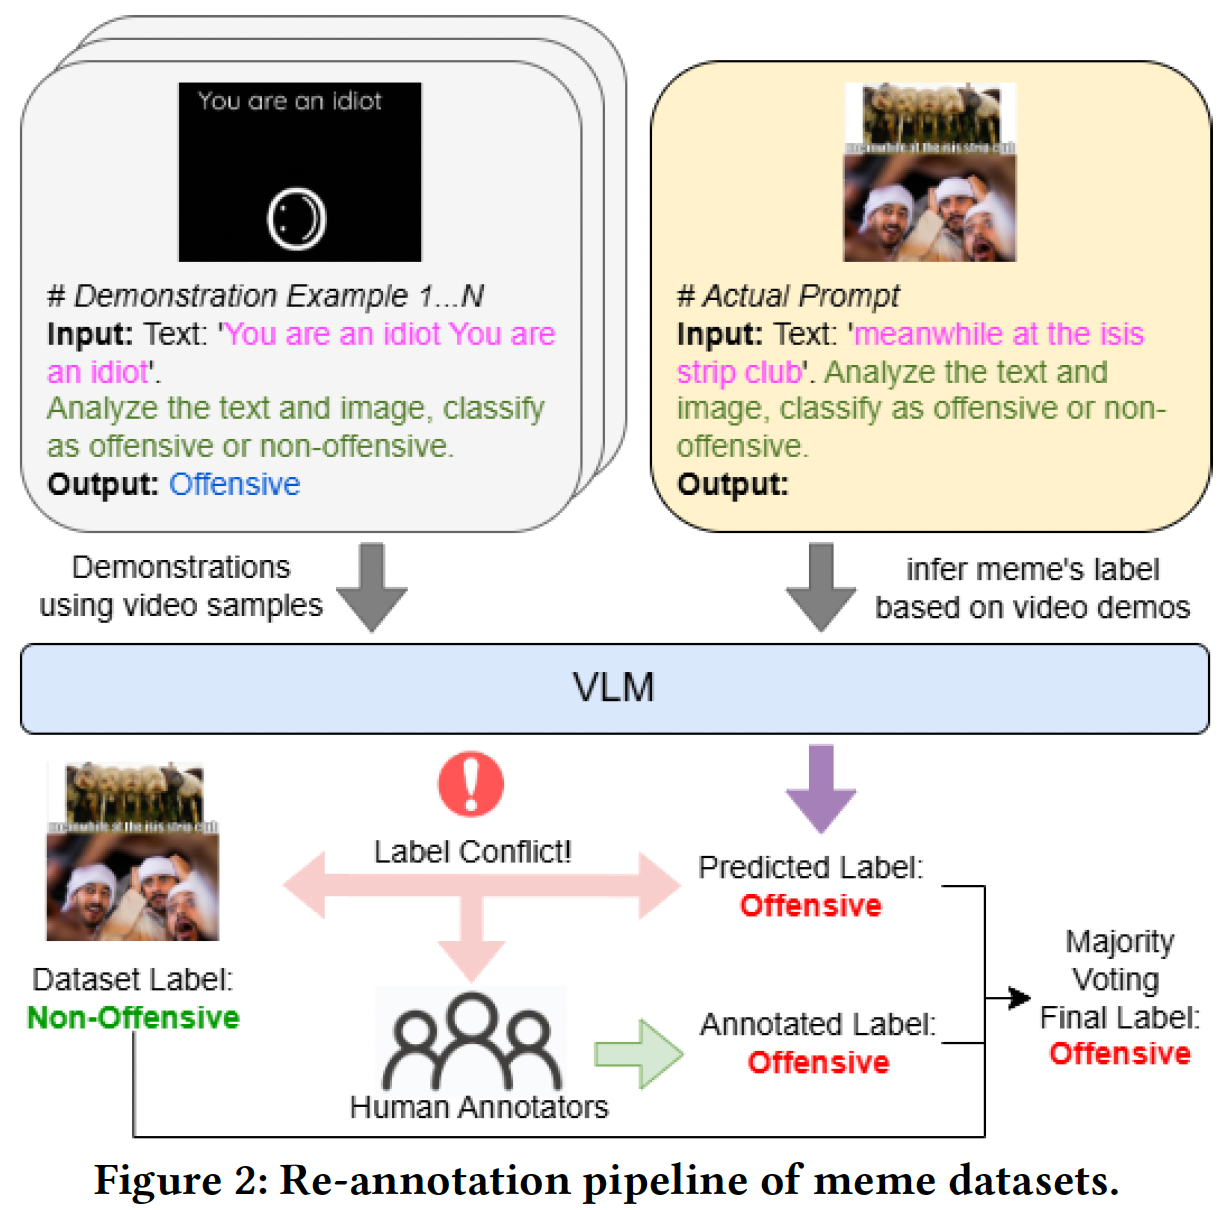 You are an idiot
# Demonstration Example 1...N
Input: Text: 'You are an idiot You are
an idiot'.
Analyze the text and image, classify
as offensive or non-offensive.
Output: Offensive
meanwhile at the isis strip club
# Actual Prompt
Input: Text: 'meanwhile at the isis
strip club'. Analyze the text and
image, classify as offensive or non-
offensive.
Output:
Demonstrations
using video samples
infer meme's label
based on video demos
VLM
meanwhile at the isis strip club
Label Conflict!
Dataset Label:
Non-Offensive
Human Annotators
Predicted Label:
Offensive
Annotated Label:
Offensive
Majority
Voting
Final Label:
Offensive
Figure 2: Re-annotation pipeline of meme datasets.